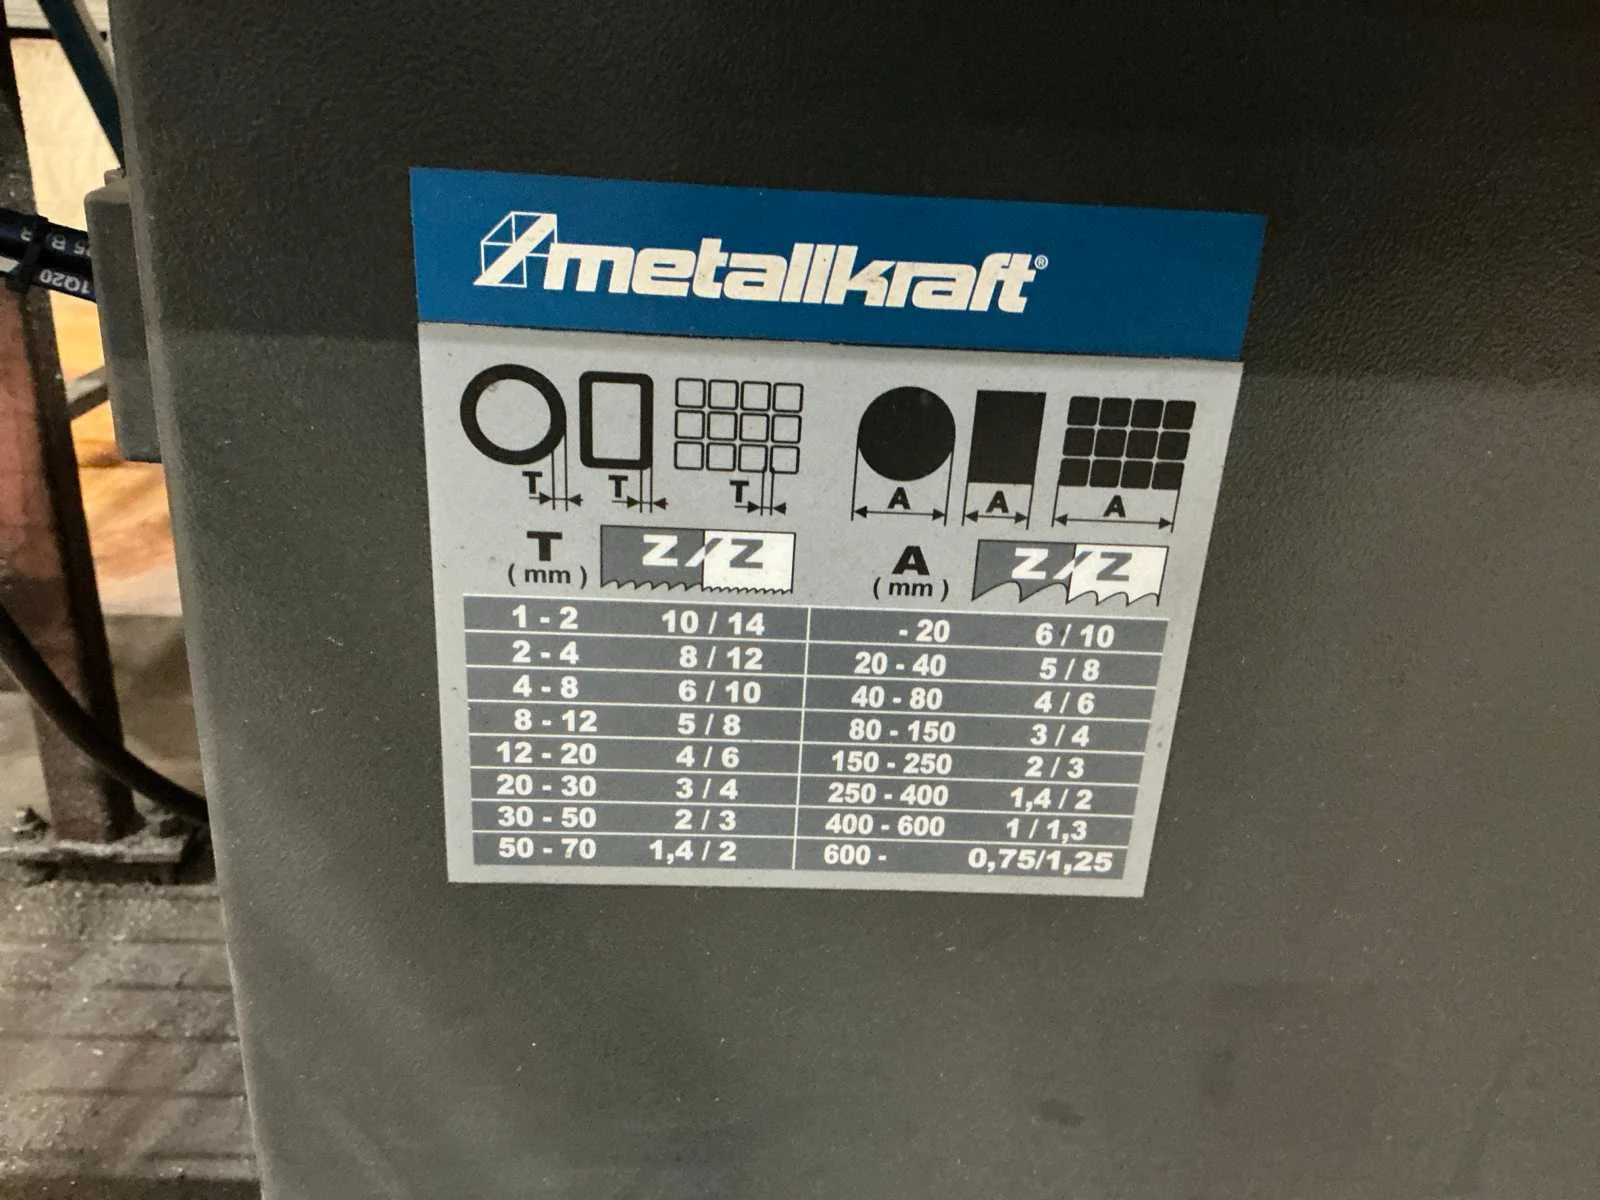 metallkraft®
T T T A A A
T (mm) Z/Z A (mm) Z/Z
1 - 2 10 / 14 - 20 6 / 10
2 - 4 8 / 12 20 - 40 5 / 8
4 - 8 6 / 10 40 - 80 4 / 6
8 - 12 5 / 8 80 - 150 3 / 4
12 - 20 4 / 6 150 - 250 2 / 3
20 - 30 3 / 4 250 - 400 1,4 / 2
30 - 50 2 / 3 400 - 600 1 / 1,3
50 - 70 1,4 / 2 600 - 0,75/1,25